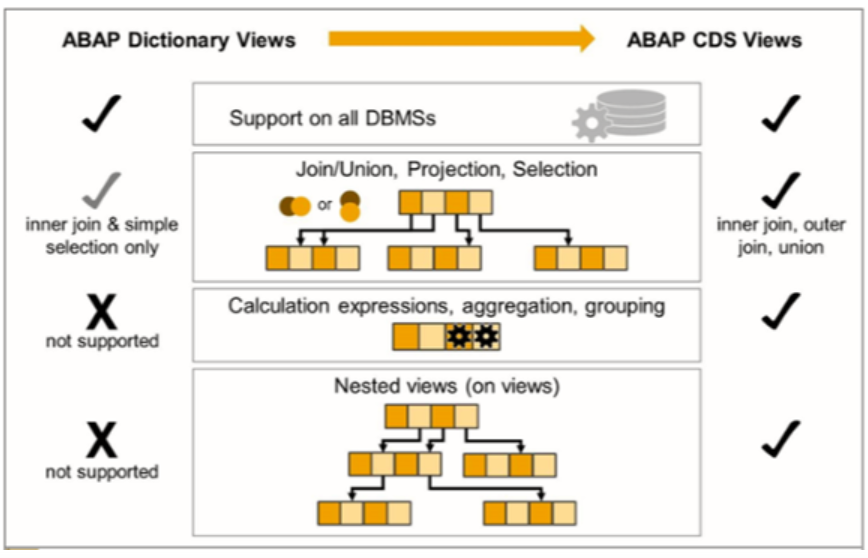 ABAP Dictionary Views
ABAP CDS Views
Support on all DBMSs
Join/Union, Projection, Selection
or
inner join & simple
selection only
inner join, outer
join, union
Calculation expressions, aggregation, grouping
X
not supported
Nested views (on views)
X
not supported